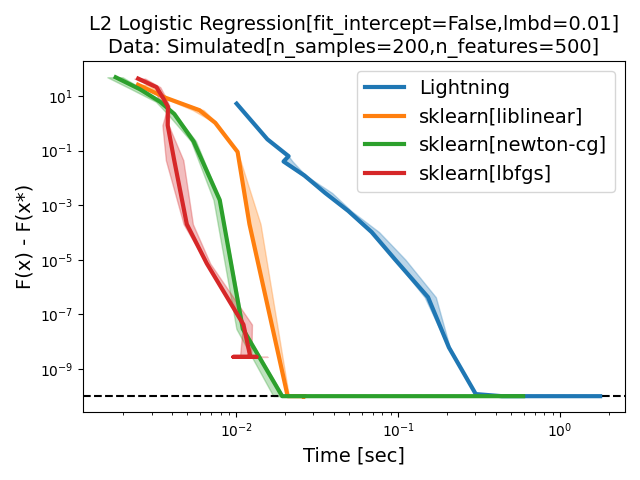 L2 Logistic Regression[fit_intercept=False,lmbd=0.01]
Data: Simulated[n_samples=200,n_features=500]
Lightning
sklearn[liblinear]
sklearn[newton-cg]
sklearn[lbfgs]
F(x) - F(x*)
10¹
10⁻¹
10⁻³
10⁻⁵
10⁻⁷
10⁻⁹
10⁻²
10⁻¹
10⁰
Time [sec]